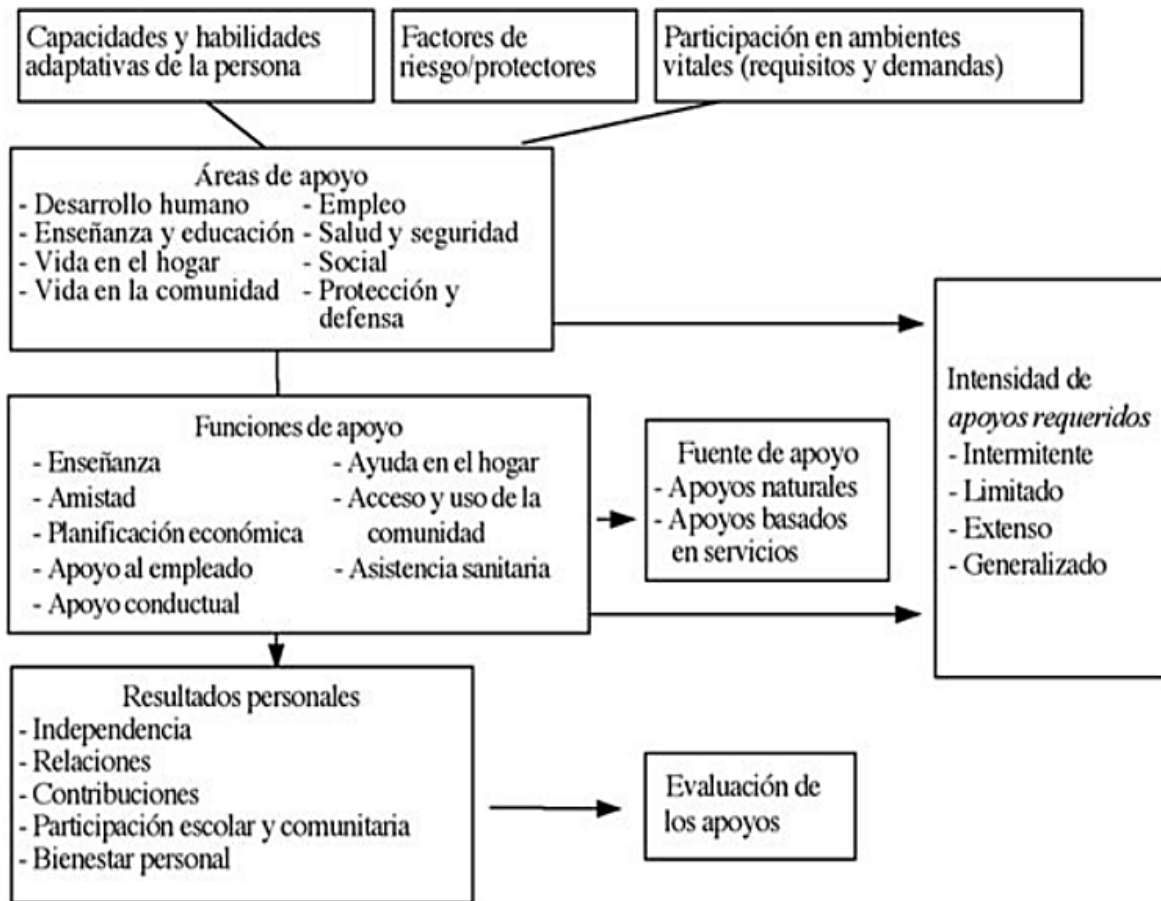 Capacidades y habilidades
adaptativas de la persona
Factores de
riesgo/protectores
Participación en ambientes
vitales (requisitos y demandas)
Áreas de apoyo
- Desarrollo humano
- Enseñanza y educación
- Vida en el hogar
- Vida en la comunidad
- Empleo
- Salud y seguridad
- Social
- Protección y
defensa
Funciones de apoyo
- Enseñanza
- Amistad
- Planificación económica
- Apoyo al empleado
- Apoyo conductual
- Ayuda en el hogar
- Acceso y uso de la
comunidad
- Asistencia sanitaria
Fuente de apoyo
- Apoyos naturales
- Apoyos basados
en servicios
Intensidad de
apoyos requeridos
- Intermitente
- Limitado
- Extenso
- Generalizado
Resultados personales
- Independencia
- Relaciones
- Contribuciones
- Participación escolar y comunitaria
- Bienestar personal
Evaluación de
los apoyos